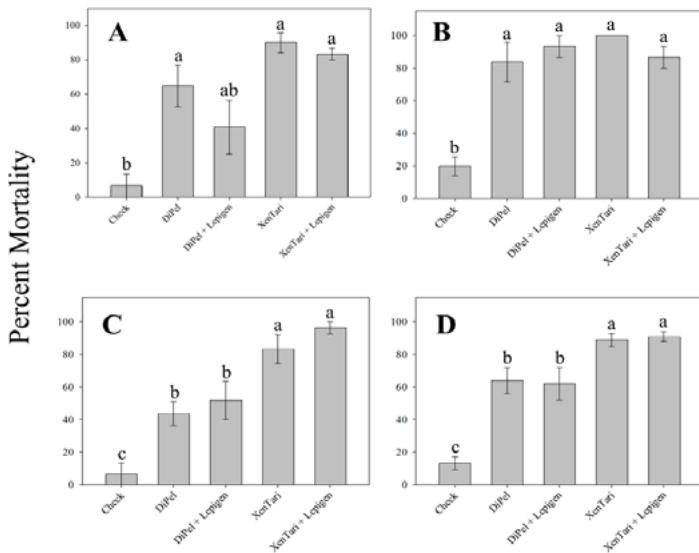 Percent Mortality
A
100
80
60
40
20
0
b
a
ab
a
a
Check
DiPel
DiPel + Lepigen
XenTari
XenTari + Lepigen
B
100
80
60
40
20
0
b
a
a
a
a
Check
DiPel
DiPel + Lepigen
XenTari
XenTari + Lepigen
C
100
80
60
40
20
0
c
b
b
a
a
Check
DiPel
DiPel + Lepigen
XenTari
XenTari + Lepigen
D
100
80
60
40
20
0
c
b
b
a
a
Check
DiPel
DiPel + Lepigen
XenTari
XenTari + Lepigen